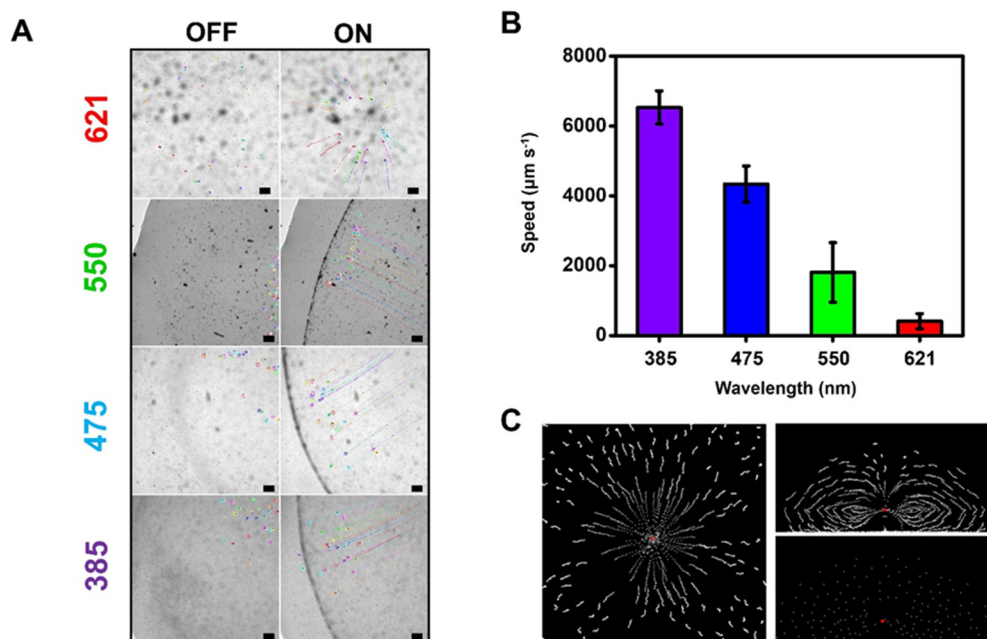 A
OFF ON
621
550
475
385
B
8000
6000
4000
2000
0
Speed (µm s⁻¹)
385 475 550 621
Wavelength (nm)
C